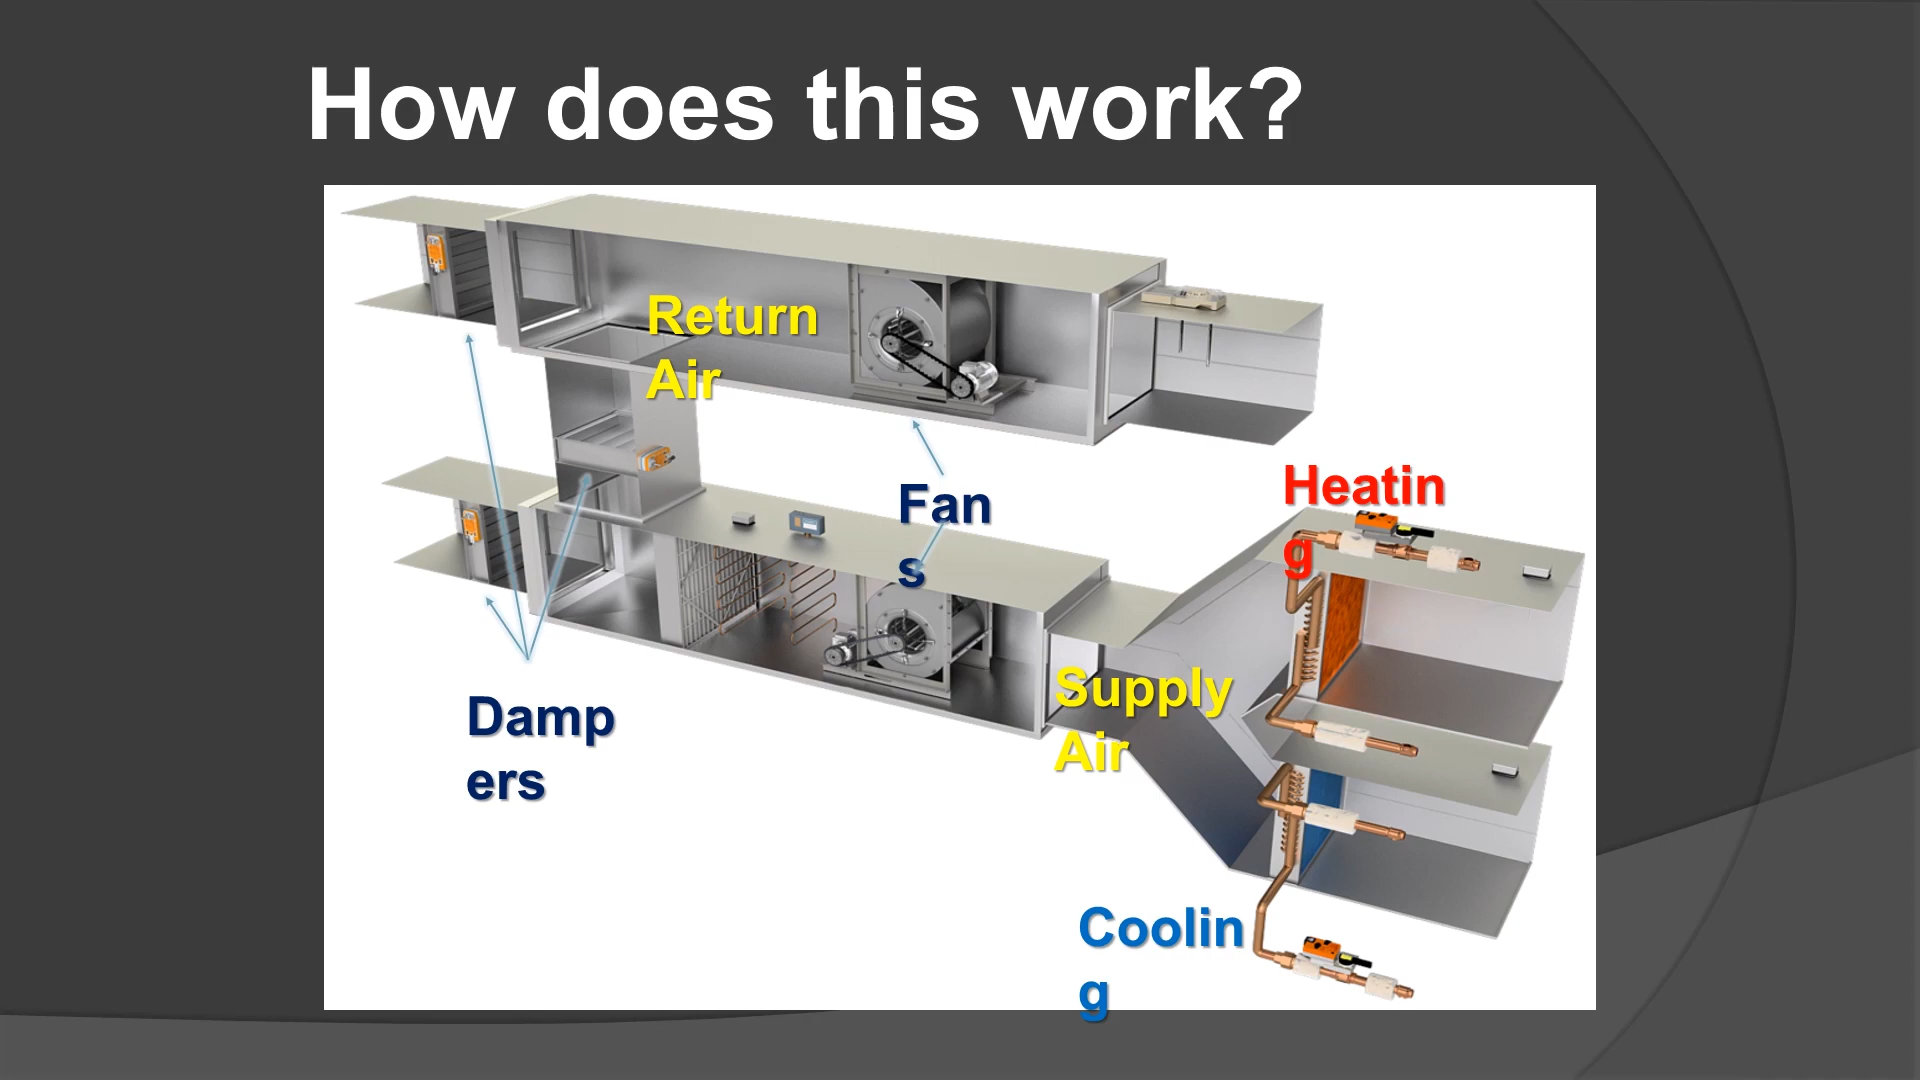 How does this work?
Return
Air
Fan
s
Heatin
g
Damp
ers
Supply
Air
Coolin
g